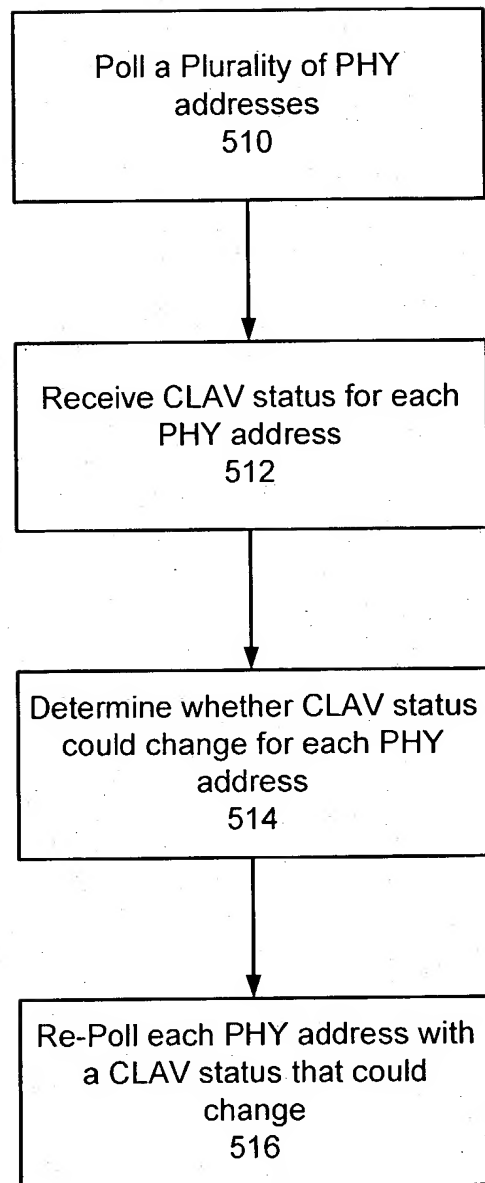 Poll a Plurality of PHY
addresses
510
Receive CLAV status for each
PHY address
512
Determine whether CLAV status
could change for each PHY
address
514
Re-Poll each PHY address with
a CLAV status that could
change
516